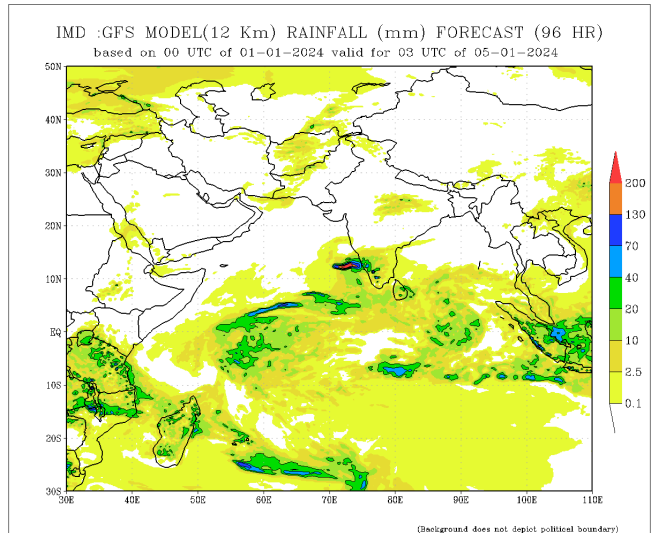 IMD :GFS MODEL(12 Km) RAINFALL (mm) FORECAST (96 HR)
based on 00 UTC of 01-01-2024 valid for 03 UTC of 05-01-2024
50N
40N
30N
20N
10N
EQ
10S
20S
30S
30E 40E 50E 60E 70E 80E 90E 100E 110E
200
130
70
40
20
10
2.5
0.1
(Background does not depict political boundary)